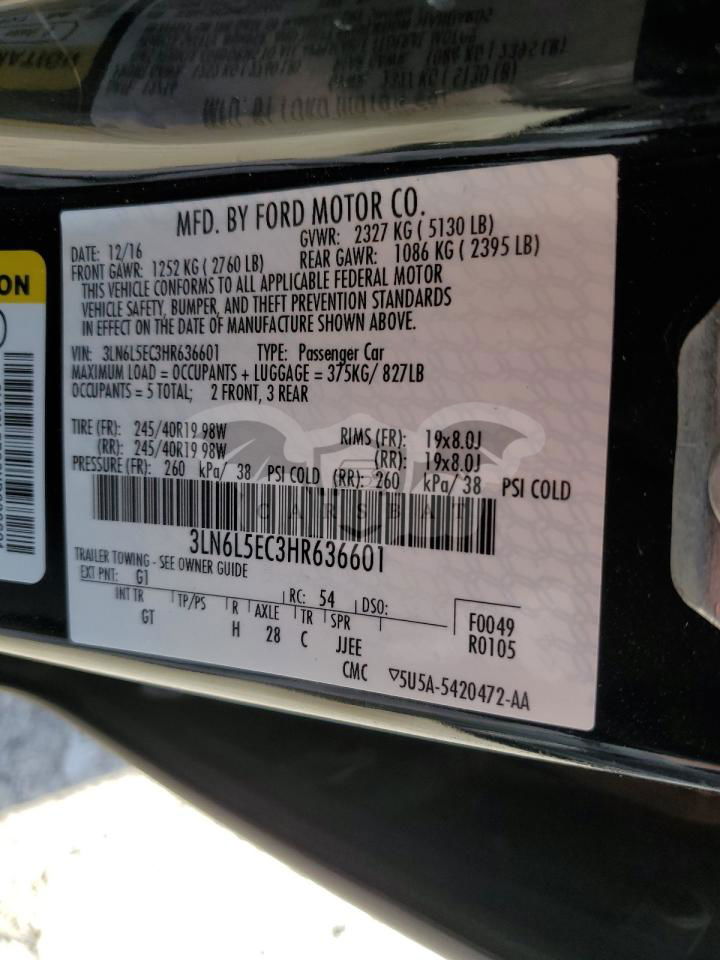 MFD. BY FORD MOTOR CO.
DATE: 12/16 GVWR: 2327 KG ( 5130 LB)
FRONT GAWR: 1252 KG ( 2760 LB) REAR GAWR: 1086 KG ( 2395 LB)
THIS VEHICLE CONFORMS TO ALL APPLICABLE FEDERAL MOTOR
VEHICLE SAFETY, BUMPER, AND THEFT PREVENTION STANDARDS
IN EFFECT ON THE DATE OF MANUFACTURE SHOWN ABOVE.
VIN: 3LN6L5EC3HR636601 TYPE: Passenger Car
MAXIMUM LOAD = OCCUPANTS + LUGGAGE = 375KG/ 827LB
OCCUPANTS = 5 TOTAL; 2 FRONT, 3 REAR
TIRE (FR): 245/40R19 98W RIMS (FR): 19x8.0J
(RR): 245/40R19 98W (RR): 19x8.0J
PRESSURE (FR): 260 kPa/ 38 PSI COLD (RR): 260 kPa/ 38 PSI COLD
CARSBAT
3LN6L5EC3HR636601
TRAILER TOWING - SEE OWNER GUIDE
EXT PNT: G1 RC: 54 DSO:
INT TR TP/PS R AXLE TR SPR
GT H 28 C JJEE
CMC
F0049
R0105
▽5U5A-5420472-AA
ON